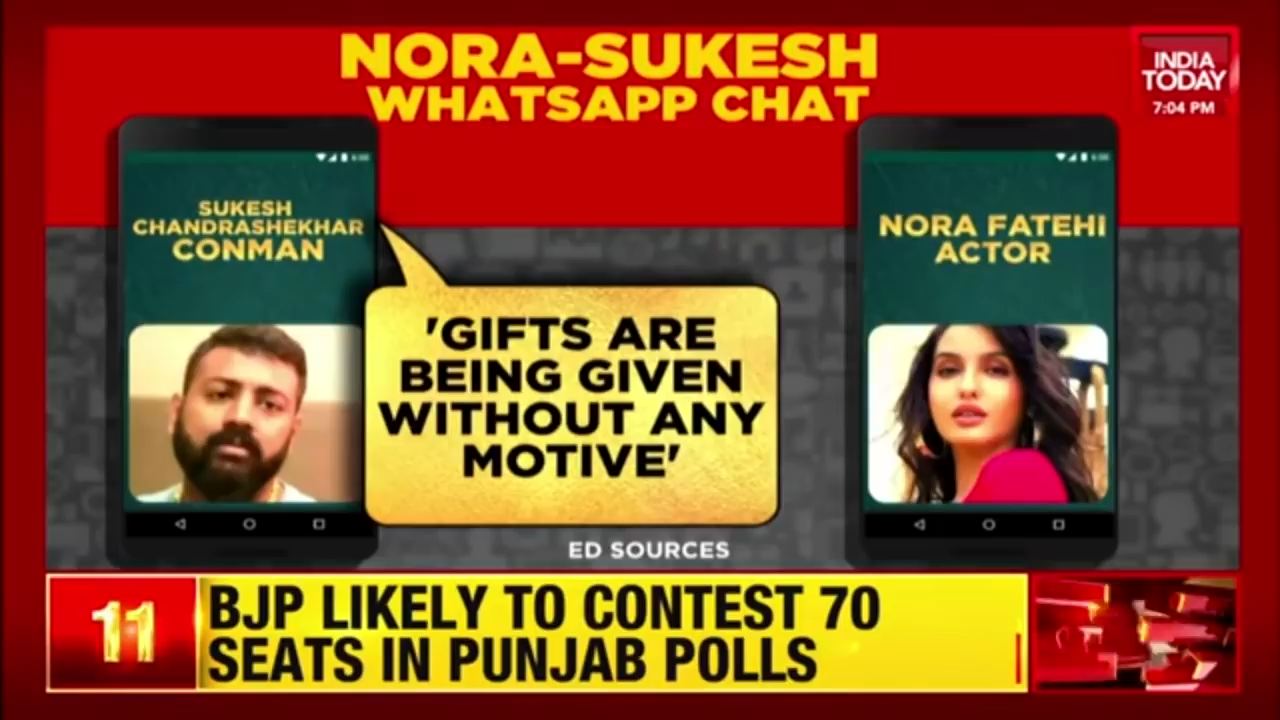 NORA-SUKESH
WHATSAPP CHAT
INDIA
TODAY
7:04 PM
SUKESH
CHANDRASHEKHAR
CONMAN
'GIFTS ARE
BEING GIVEN
WITHOUT ANY
MOTIVE'
NORA FATEHI
ACTOR
ED SOURCES
11
BJP LIKELY TO CONTEST 70
SEATS IN PUNJAB POLLS